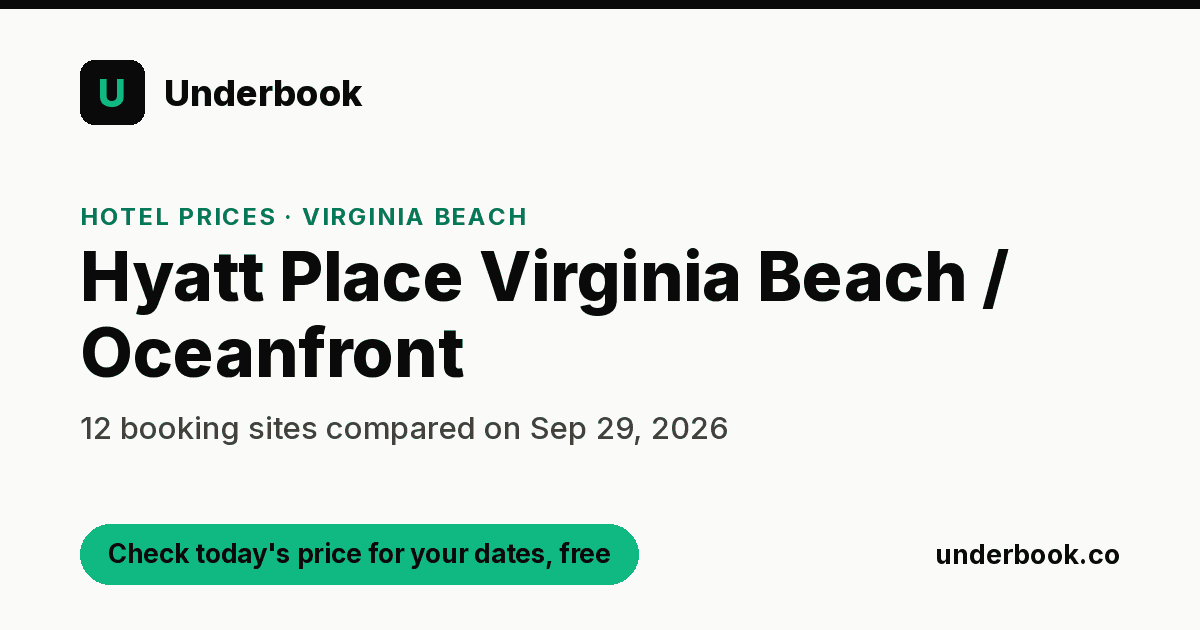 U Underbook
HOTEL PRICES · VIRGINIA BEACH
Hyatt Place Virginia Beach /
Oceanfront
12 booking sites compared on Sep 29, 2026
Check today's price for your dates, free
underbook.co